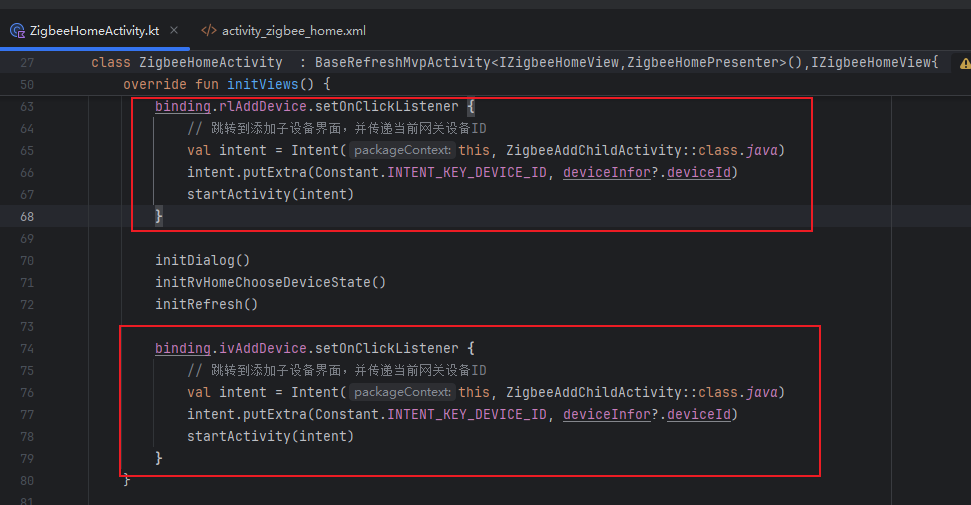 ZigbeeHomeActivity.kt × </> activity_zigbee_home.xml
27 class ZigbeeHomeActivity : BaseRefreshMvpActivity<IZigbeeHomeView,ZigbeeHomePresenter>(),IZigbeeHomeView{
50 override fun initViews() {
63 binding.rlAddDevice.setOnClickListener {
64 // 跳转到添加子设备界面，并传递当前网关设备ID
65 val intent = Intent( packageContext: this, ZigbeeAddChildActivity::class.java)
66 intent.putExtra(Constant.INTENT_KEY_DEVICE_ID, deviceInfor?.deviceId)
67 startActivity(intent)
68 }
69
70 initDialog()
71 initRvHomeChooseDeviceState()
72 initRefresh()
73
74 binding.ivAddDevice.setOnClickListener {
75 // 跳转到添加子设备界面，并传递当前网关设备ID
76 val intent = Intent( packageContext: this, ZigbeeAddChildActivity::class.java)
77 intent.putExtra(Constant.INTENT_KEY_DEVICE_ID, deviceInfor?.deviceId)
78 startActivity(intent)
79 }
80 }
81